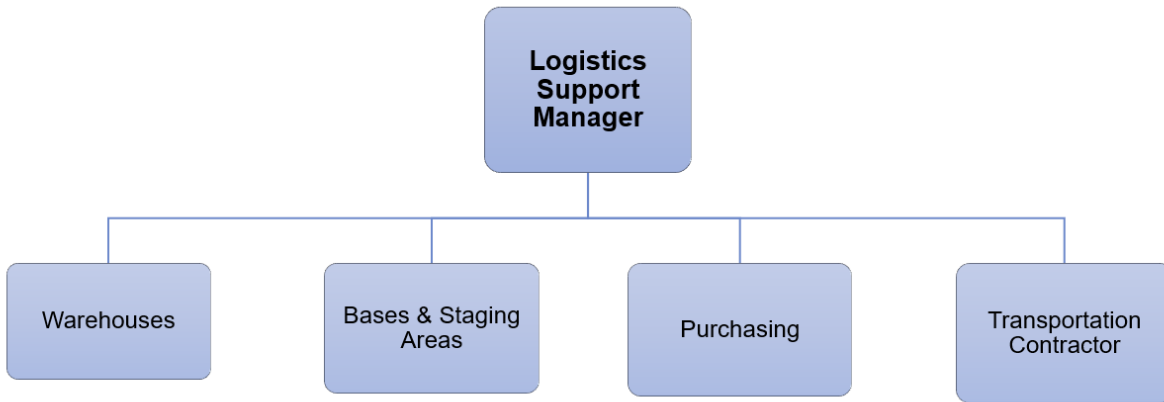 Logistics
Support
Manager
Warehouses
Bases & Staging
Areas
Purchasing
Transportation
Contractor